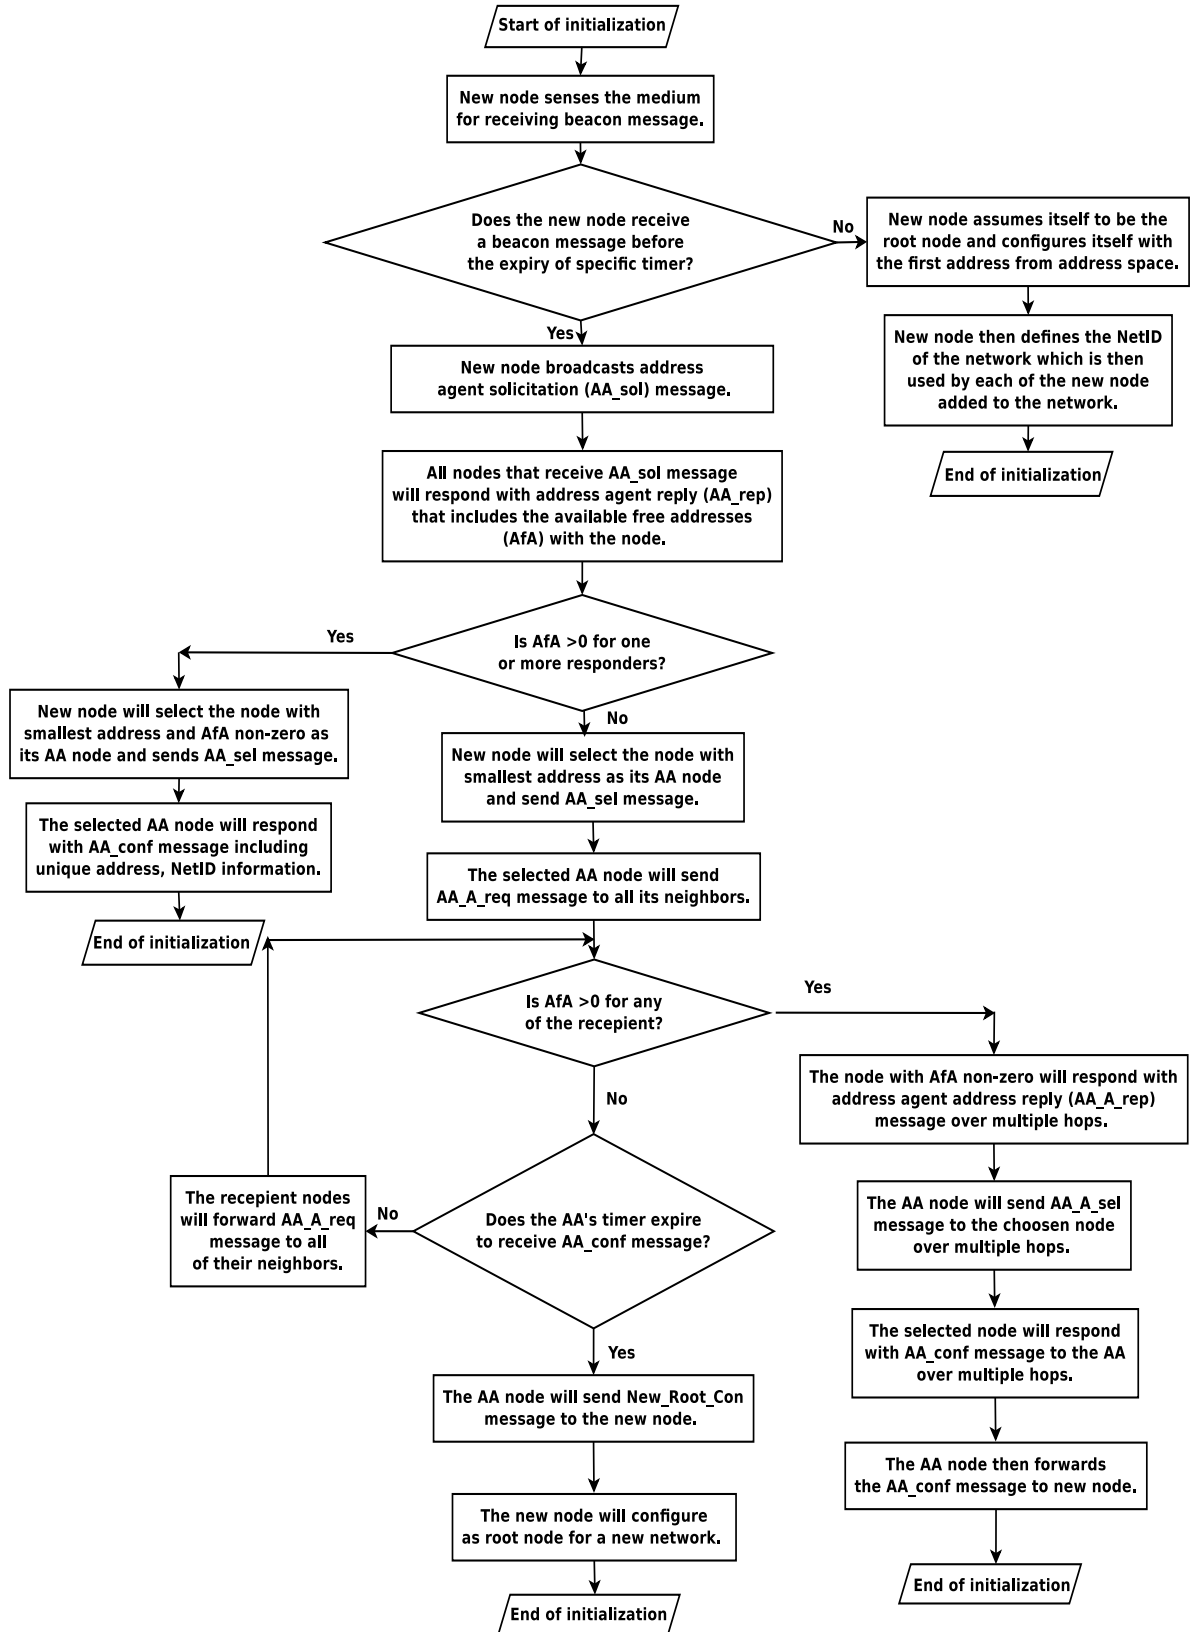 Start of initialization
New node senses the medium
for receiving beacon message.
Does the new node receive
a beacon message before
the expiry of specific timer?
No
New node assumes itself to be the
root node and configures itself with
the first address from address space.
New node then defines the NetID
of the network which is then
used by each of the new node
added to the network.
End of initialization
Yes
New node broadcasts address
agent solicitation (AA_sol) message.
All nodes that receive AA_sol message
will respond with address agent reply (AA_rep)
that includes the available free addresses
(AfA) with the node.
Is AfA >0 for one
or more responders?
Yes
New node will select the node with
smallest address and AfA non-zero as
its AA node and sends AA_sel message.
The selected AA node will respond
with AA_conf message including
unique address, NetID information.
End of initialization
No
New node will select the node with
smallest address as its AA node
and send AA_sel message.
The selected AA node will send
AA_A_req message to all its neighbors.
Is AfA >0 for any
of the recepient?
Yes
The node with AfA non-zero will respond with
address agent address reply (AA_A_rep)
message over multiple hops.
The AA node will send AA_A_sel
message to the choosen node
over multiple hops.
The selected node will respond
with AA_conf message to the AA
over multiple hops.
The AA node then forwards
the AA_conf message to new node.
End of initialization
No
Does the AA's timer expire
to receive AA_conf message?
No
The recepient nodes
will forward AA_A_req
message to all
of their neighbors.
Yes
The AA node will send New_Root_Con
message to the new node.
The new node will configure
as root node for a new network.
End of initialization